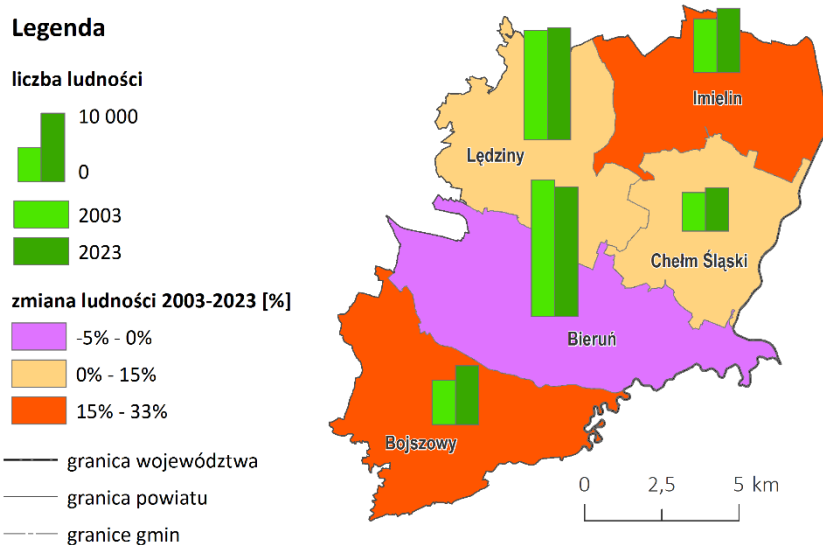 Legenda
liczba ludności
10 000
0
2003
2023
zmiana ludności 2003-2023 [%]
-5% - 0%
0% - 15%
15% - 33%
granica województwa
granica powiatu
granice gmin
Imielin
Lędziny
Chełm Śląski
Bieruń
Bojszowy
0 2,5 5 km